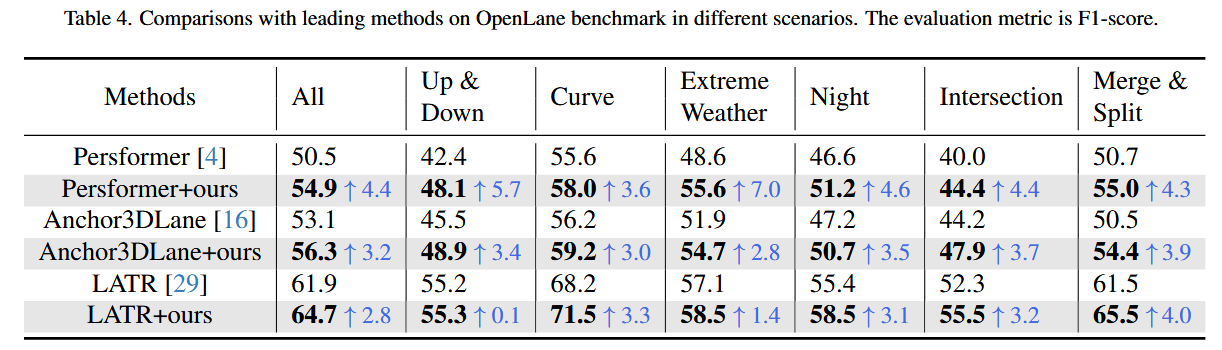 Table 4. Comparisons with leading methods on OpenLane benchmark in different scenarios. The evaluation metric is F1-score.
Methods All Up & Down Curve Extreme Weather Night Intersection Merge & Split
Persformer [4] 50.5 42.4 55.6 48.6 46.6 40.0 50.7
Persformer+ours 54.9 ↑ 4.4 48.1 ↑ 5.7 58.0 ↑ 3.6 55.6 ↑ 7.0 51.2 ↑ 4.6 44.4 ↑ 4.4 55.0 ↑ 4.3
Anchor3DLane [16] 53.1 45.5 56.2 51.9 47.2 44.2 50.5
Anchor3DLane+ours 56.3 ↑ 3.2 48.9 ↑ 3.4 59.2 ↑ 3.0 54.7 ↑ 2.8 50.7 ↑ 3.5 47.9 ↑ 3.7 54.4 ↑ 3.9
LATR [29] 61.9 55.2 68.2 57.1 55.4 52.3 61.5
LATR+ours 64.7 ↑ 2.8 55.3 ↑ 0.1 71.5 ↑ 3.3 58.5 ↑ 1.4 58.5 ↑ 3.1 55.5 ↑ 3.2 65.5 ↑ 4.0